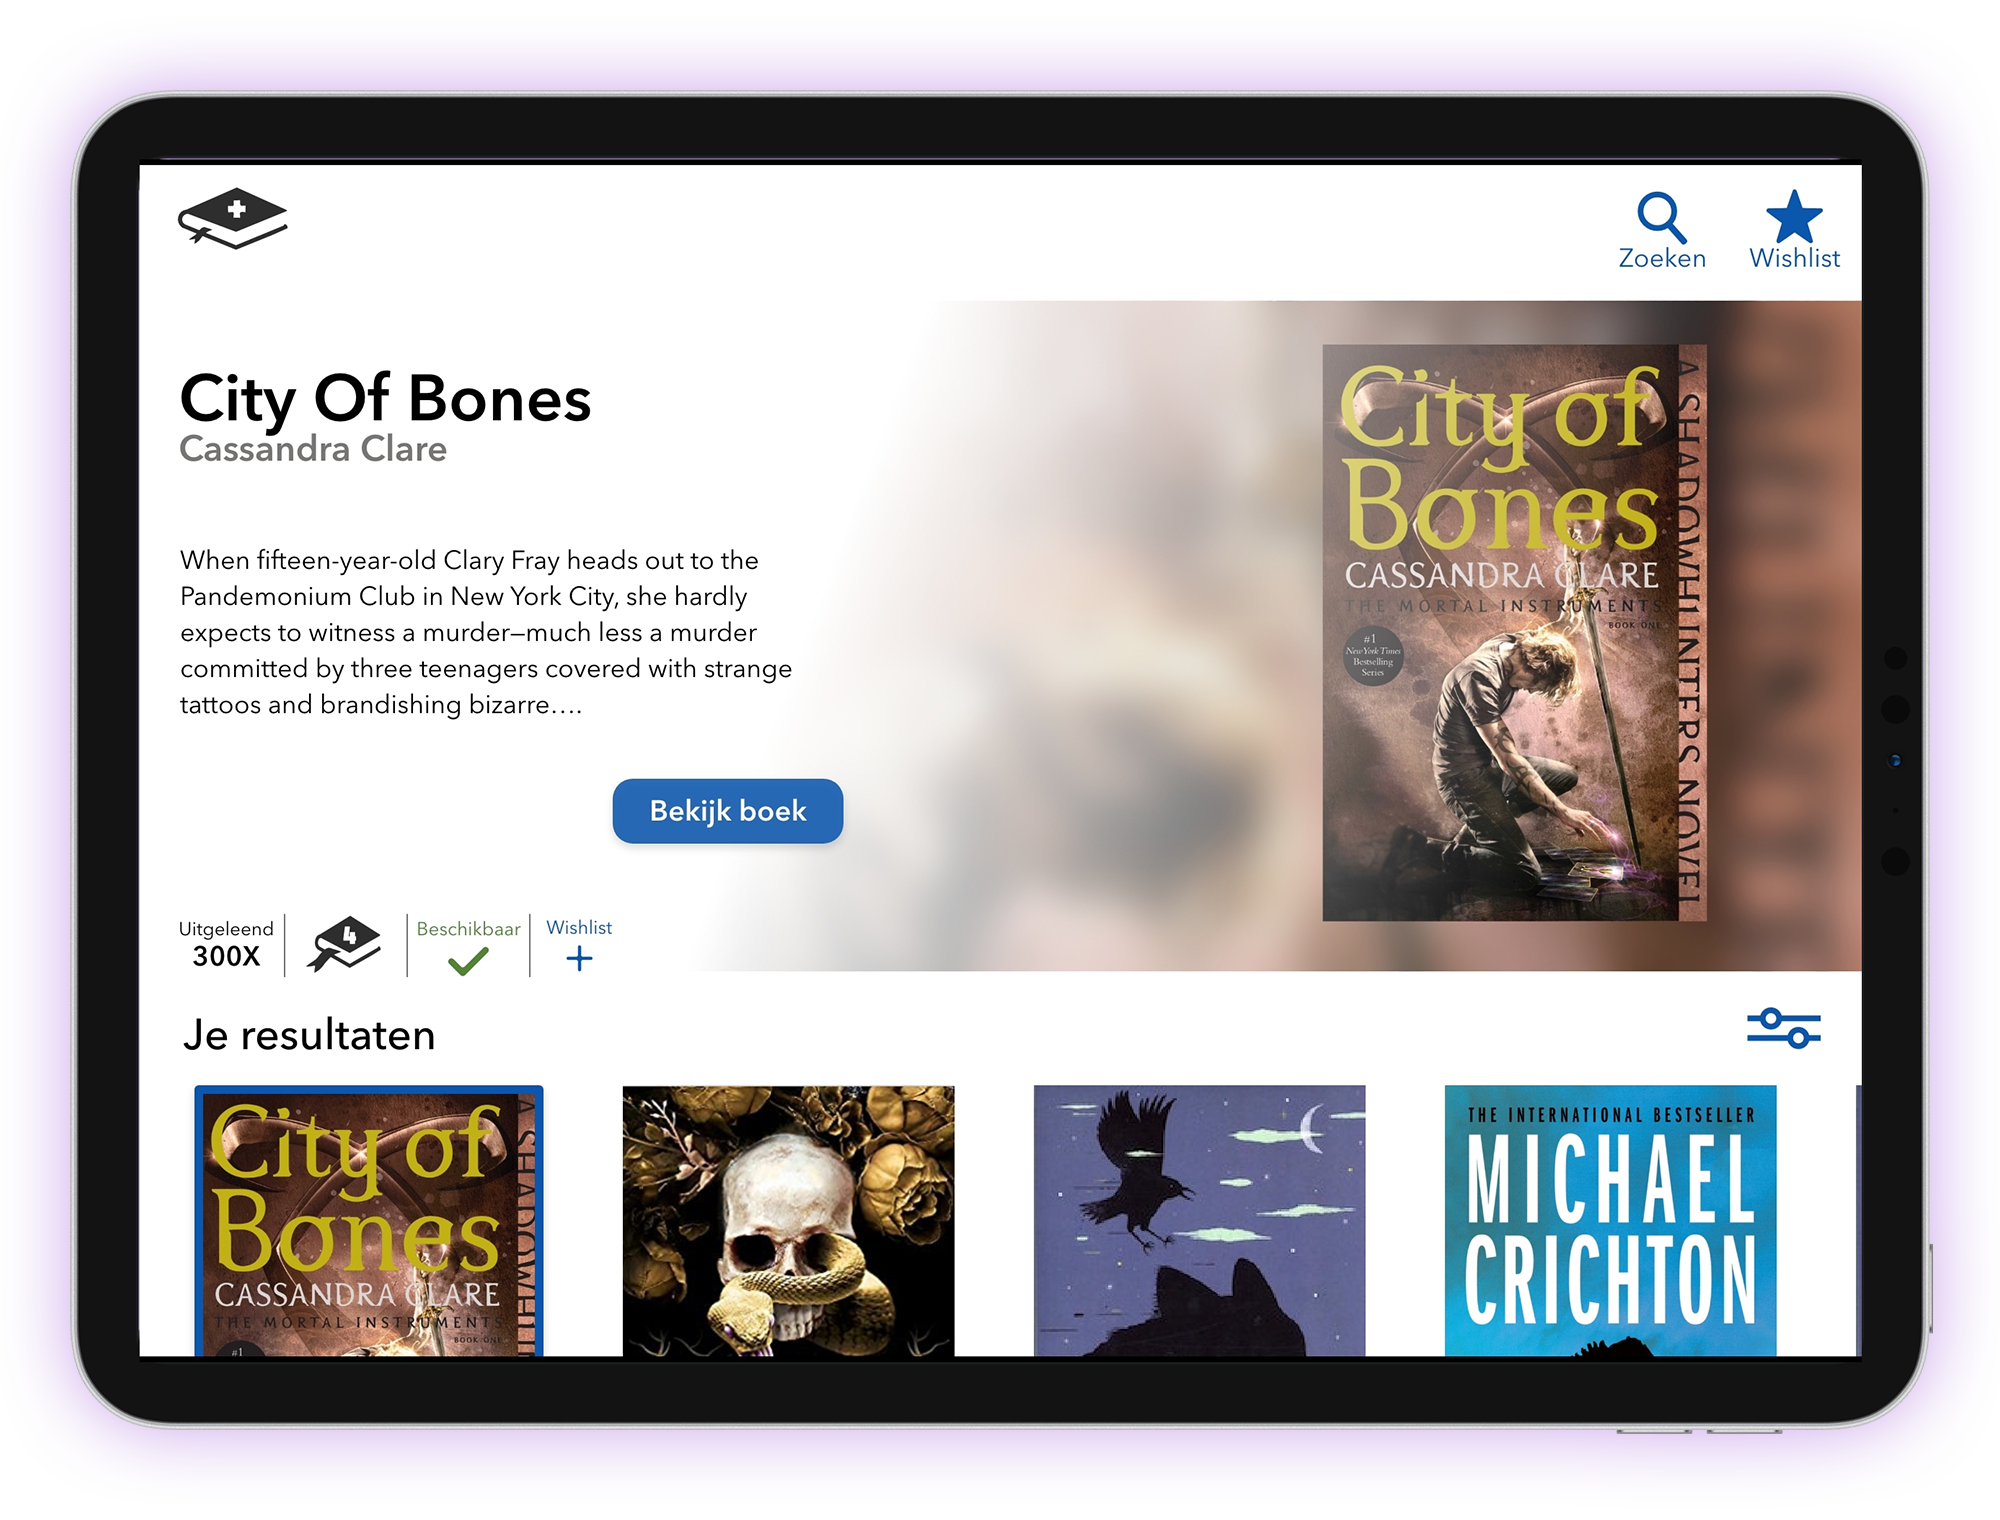 Zoeken
Wishlist
City Of Bones
Cassandra Clare
When fifteen-year-old Clary Fray heads out to the
Pandemonium Club in New York City, she hardly
expects to witness a murder—much less a murder
committed by three teenagers covered with strange
tattoos and brandishing bizarre....
Bekijk boek
City of
Bones
CASSANDRA CLARE
THE MORTAL INSTRUMENTS
BOOK ONE
#1
New York Times
Bestselling
Series
A SHADOWHUNTERS NOVEL
Uitgeleend
300X
4
Beschikbaar
Wishlist
Je resultaten
City of
Bones
CASSANDRA CLARE
THE MORTAL INSTRUMENTS
BOOK ONE
#1
THE INTERNATIONAL BESTSELLER
MICHAEL
CRICHTON